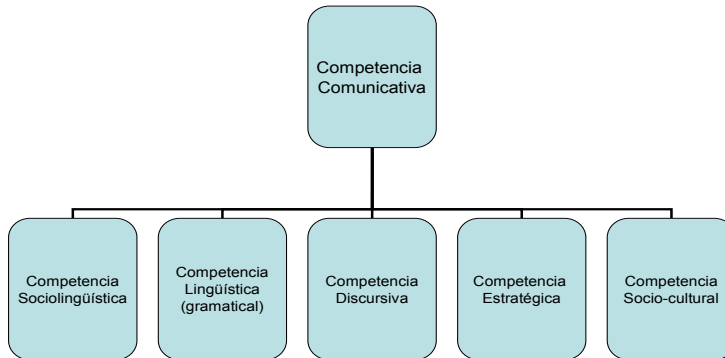 Competencia
Comunicativa
Competencia
Sociolingüística
Competencia
Lingüística
(gramatical)
Competencia
Discursiva
Competencia
Estratégica
Competencia
Socio-cultural